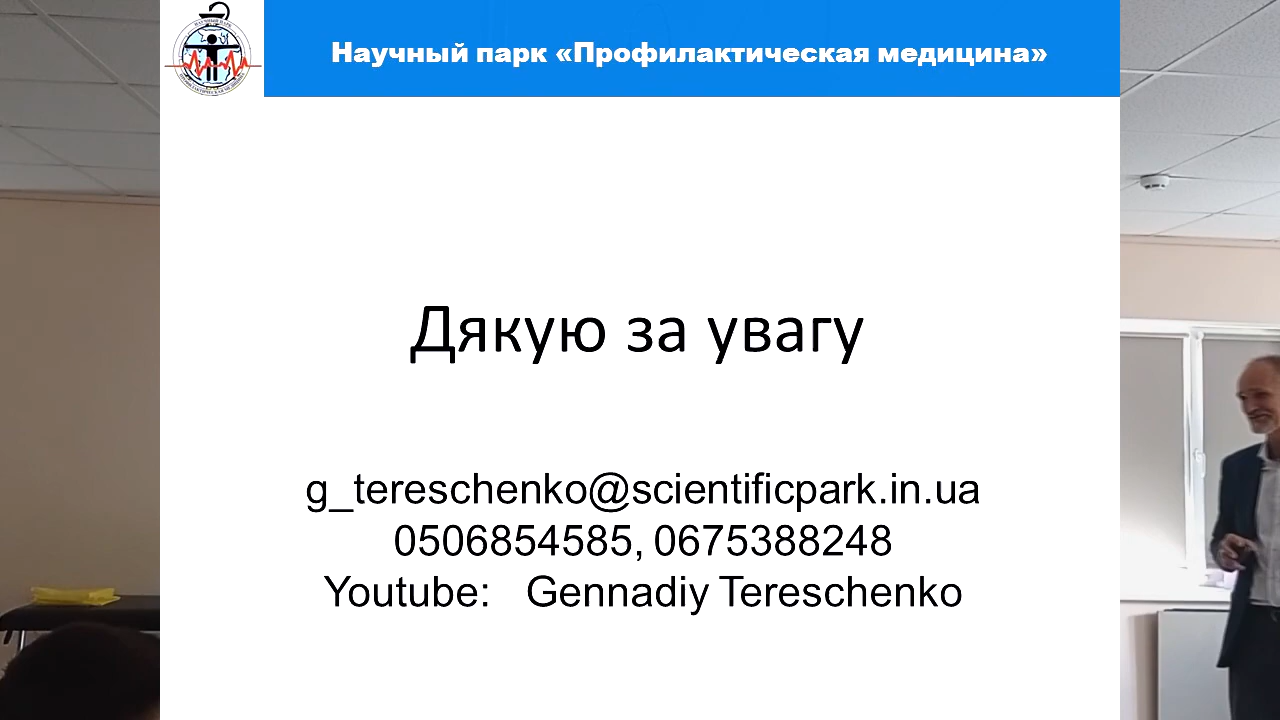 Научный парк «Профилактическая медицина»
Дякую за увагу
g_tereschenko@scientificpark.in.ua
0506854585, 0675388248
Youtube: Gennadiy Tereschenko